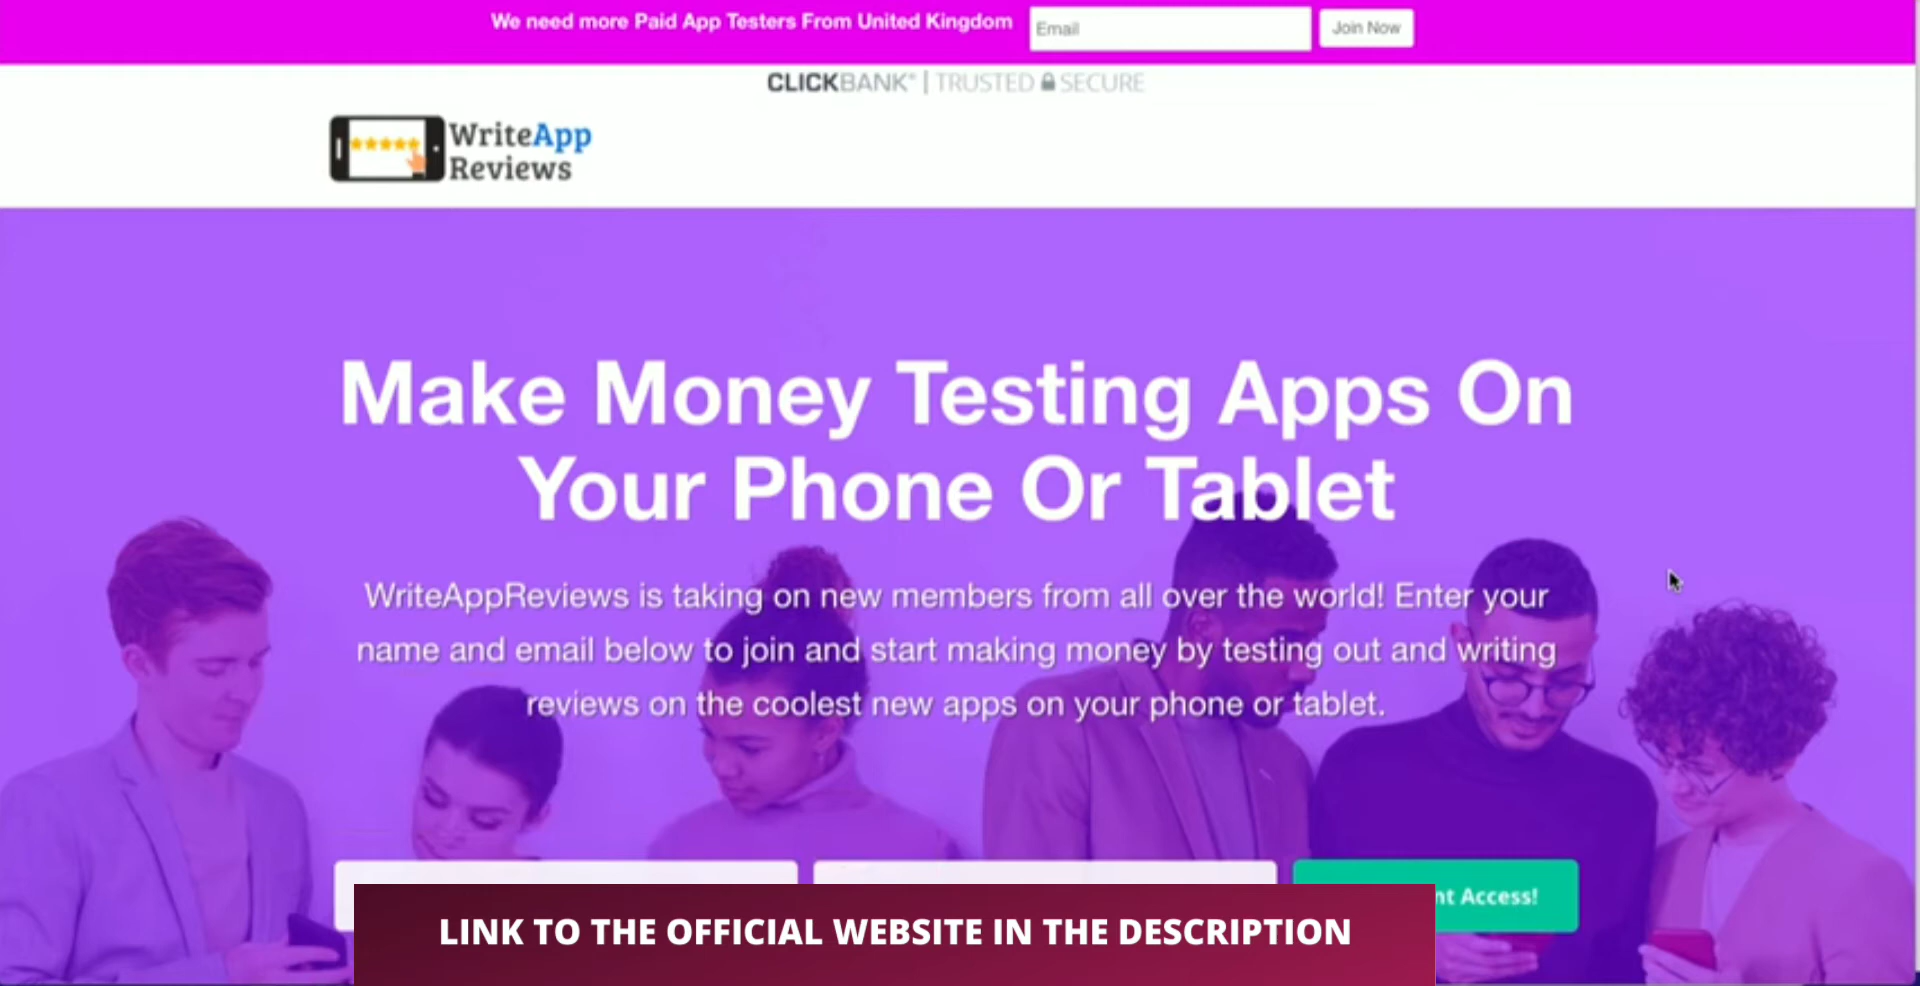 We need more Paid App Testers From United Kingdom
Email
Join Now
CLICKBANK® | TRUSTED SECURE
WriteApp
Reviews
Make Money Testing Apps On
Your Phone Or Tablet
WriteAppReviews is taking on new members from all over the world! Enter your
name and email below to join and start making money by testing out and writing
reviews on the coolest new apps on your phone or tablet.
Access!
LINK TO THE OFFICIAL WEBSITE IN THE DESCRIPTION